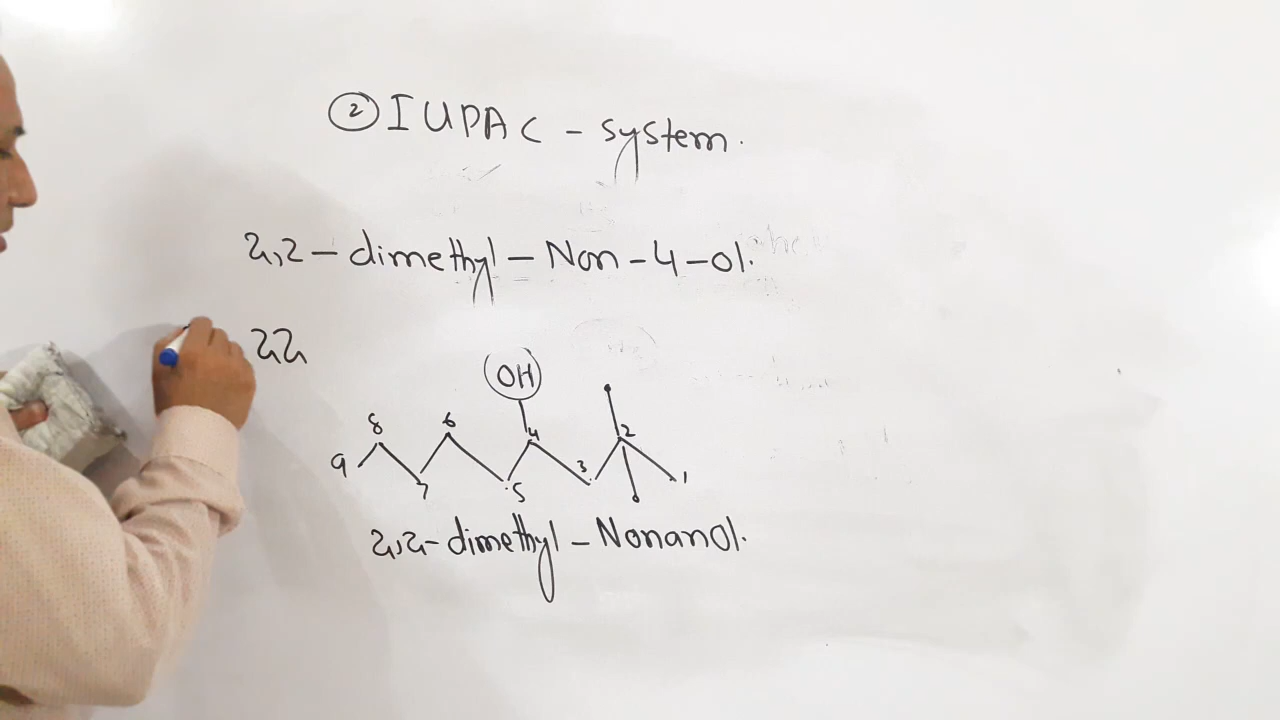 ② IUPAC - system.
2,2-dimethyl-Non-4-ol.
22
OH
8 6 4 2
9 7 5 3 1
2,2-dimethyl-Nonanol.